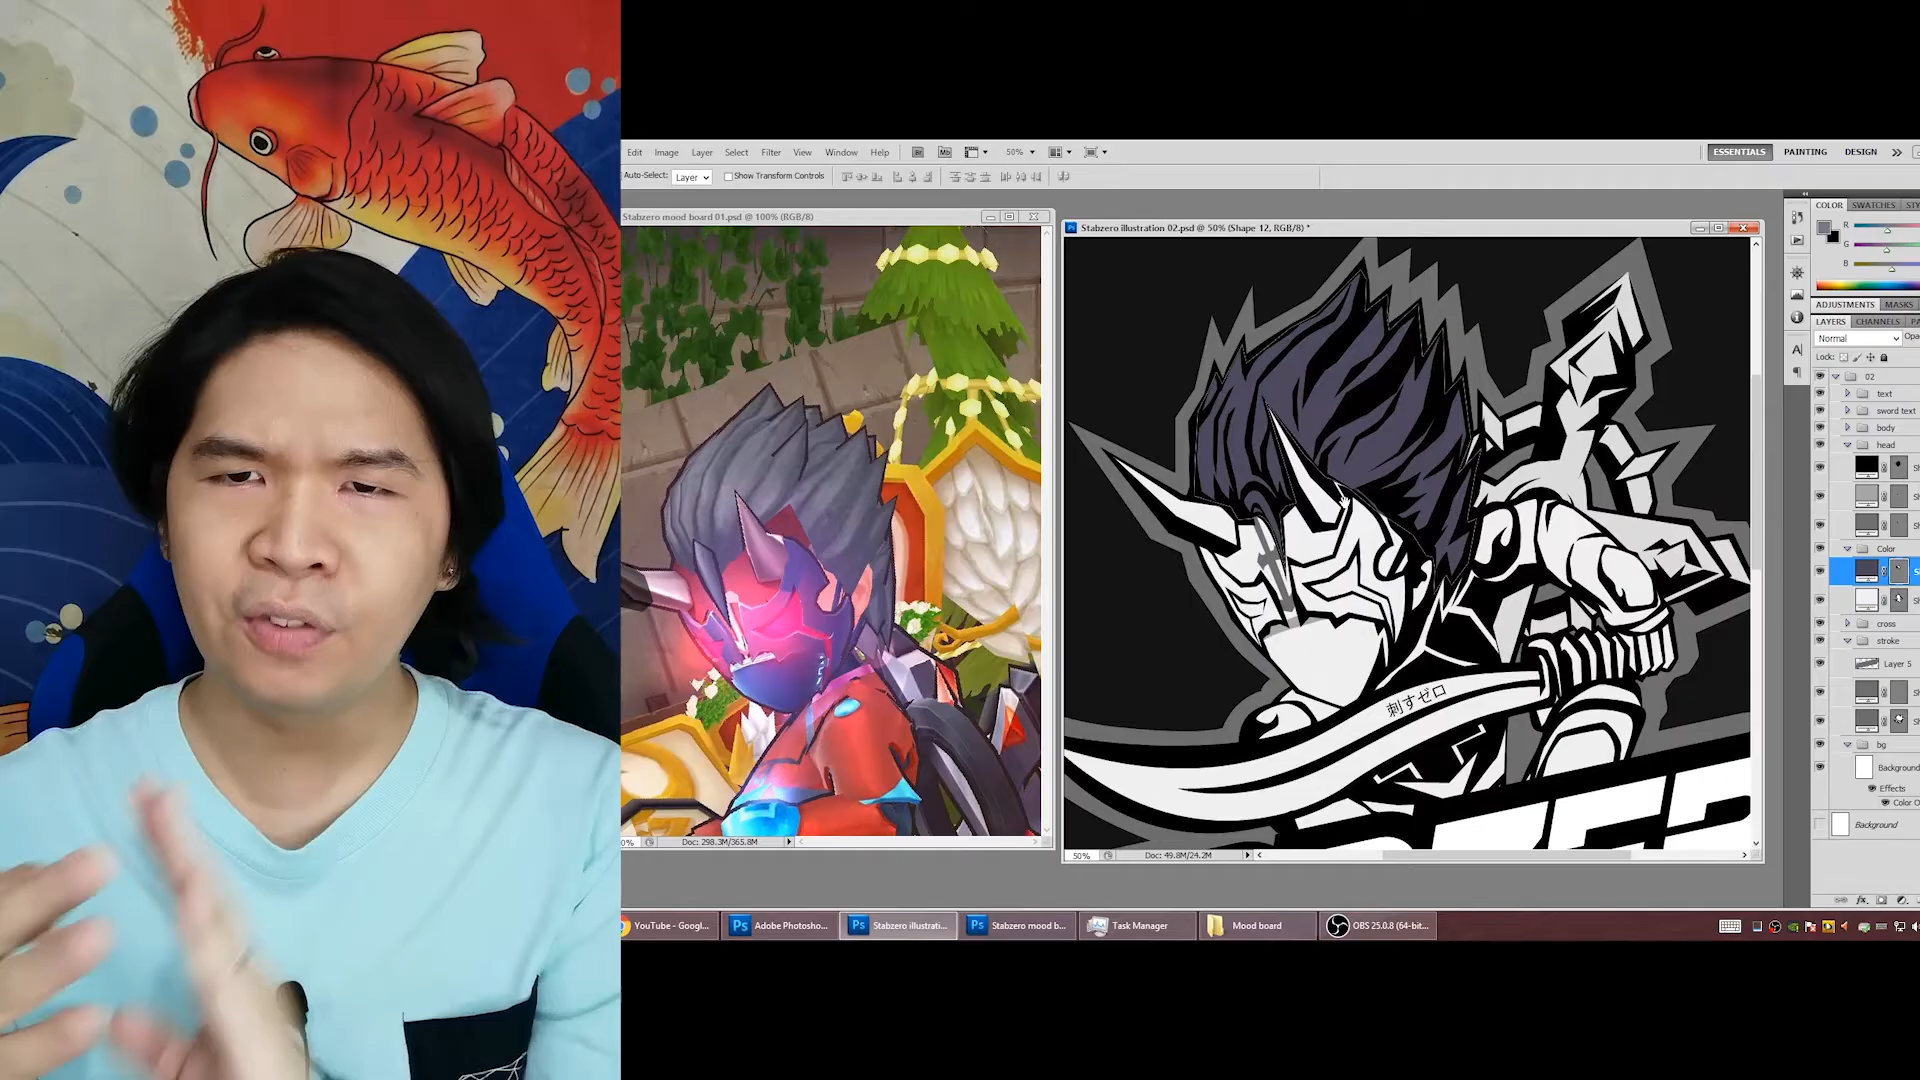 Edit Image Layer Select Filter View Window Help Br Mb 50% ESSENTIALS PAINTING DESIGN
Auto-Select: Layer Show Transform Controls
Stabzero mood board 01.psd @ 100% (RGB/8)
Stabzero illustration 02.psd @ 50% (Shape 12, RGB/8) *
刺すゼロ
Doc: 298.3M/365.8M
50% Doc: 49.8M/24.2M
COLOR SWATCHES
R
G
B
ADJUSTMENTS MASKS
LAYERS CHANNELS
Normal
Lock:
02
text
sword text
body
head
Color
cross
stroke
Layer 5
bg
Background
Effects
Color O
Background
YouTube - Googl... Adobe Photosho... Stabzero illustrati... Stabzero mood b... Task Manager Mood board OBS 25.0.8 (64-bit...